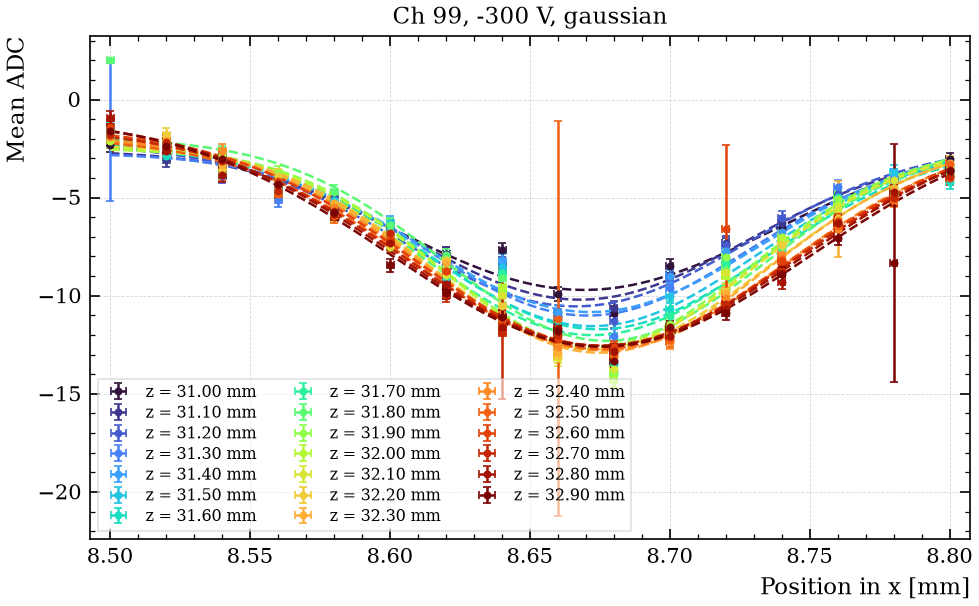 Ch 99, -300 V, gaussian
Mean ADC
0
−5
−10
−15
−20
z = 31.00 mm
z = 31.10 mm
z = 31.20 mm
z = 31.30 mm
z = 31.40 mm
z = 31.50 mm
z = 31.60 mm
z = 31.70 mm
z = 31.80 mm
z = 31.90 mm
z = 32.00 mm
z = 32.10 mm
z = 32.20 mm
z = 32.30 mm
z = 32.40 mm
z = 32.50 mm
z = 32.60 mm
z = 32.70 mm
z = 32.80 mm
z = 32.90 mm
8.50 8.55 8.60 8.65 8.70 8.75 8.80
Position in x [mm]